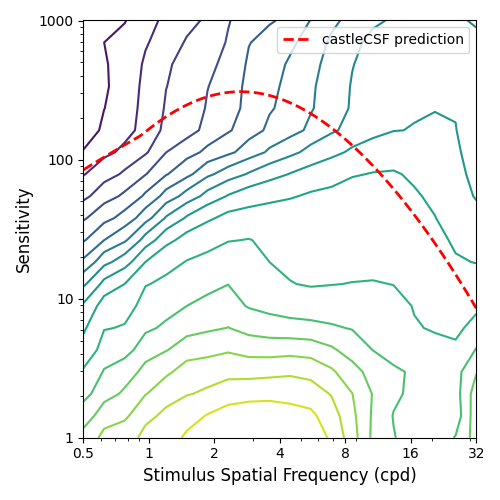 1000
castleCSF prediction
100
10
1
Sensitivity
0.5 1 2 4 8 16 32
Stimulus Spatial Frequency (cpd)